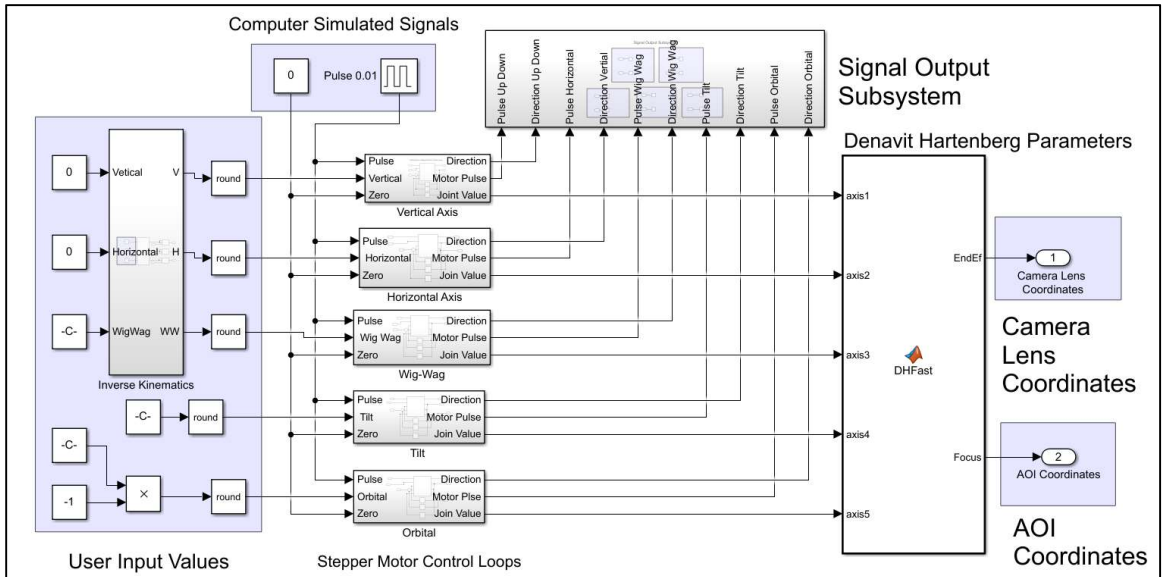 Computer Simulated Signals
0
Pulse 0.01
Pulse Up Down
Direction Up Down
Pulse Horizontal
Direction Vertial
Pulse Wig Wag
Direction Wig Wag
Pulse Tilt
Direction Tilt
Pulse Orbital
Direction Orbital
Signal Output
Subsystem
Denavit Hartenberg Parameters
0
Vetical
V
round
0
Horizontal
H
round
-C-
WigWag
WW
round
Inverse Kinematics
-C-
round
-C-
-1
×
round
User Input Values
Pulse
Direction
Vertical
Motor Pulse
Zero
Joint Value
Vertical Axis
Pulse
Direction
Horizontal
Motor Pulse
Zero
Join Value
Horizontal Axis
Pulse
Direction
Wig Wag
Motor Pulse
Zero
Join Value
Wig-Wag
Pulse
Direction
Tilt
Motor Pulse
Zero
Join Value
Tilt
Pulse
Direction
Orbital
Motor Plse
Zero
Join Value
Orbital
Stepper Motor Control Loops
axis1
axis2
axis3
axis4
axis5
DHFast
EndEf
Focus
1
Camera Lens
Coordinates
Camera
Lens
Coordinates
2
AOI Coordinates
AOI
Coordinates